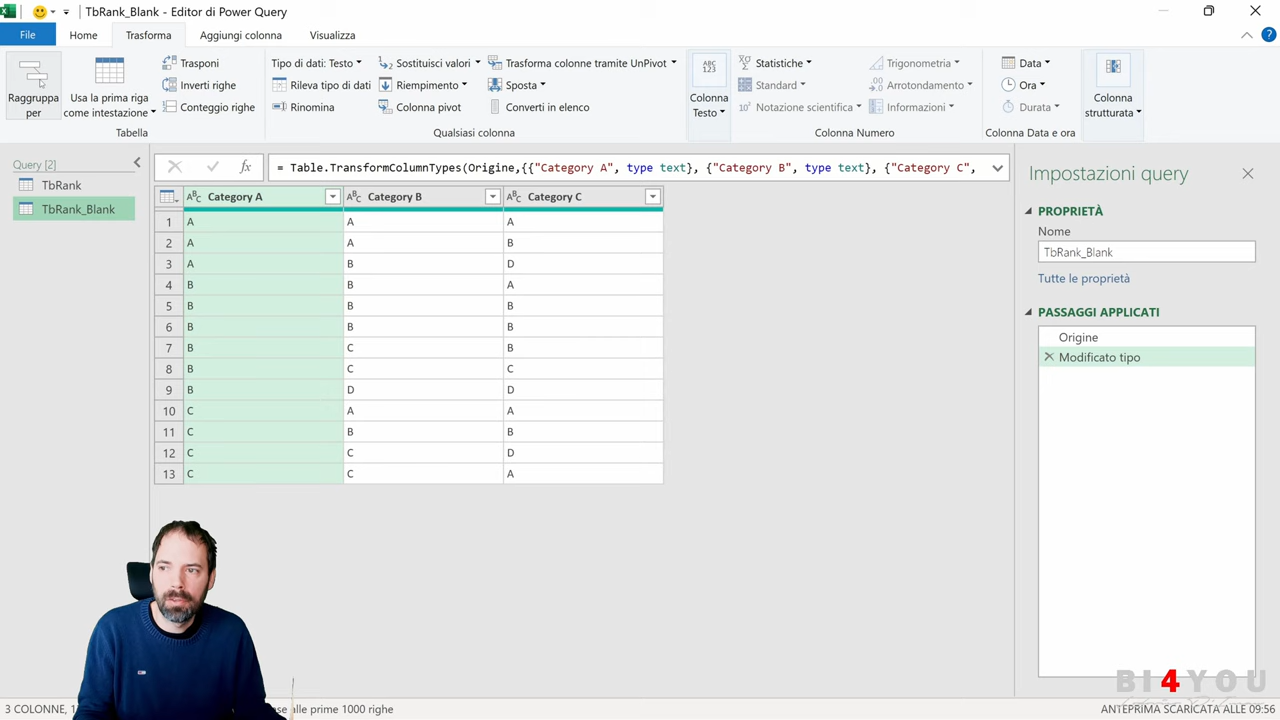 TbRank_Blank - Editor di Power Query
File Home Trasforma Aggiungi colonna Visualizza
Raggruppa per
Usa la prima riga come intestazione
Trasponi
Inverti righe
Conteggio righe
Tabella
Tipo di dati: Testo
Rileva tipo di dati
Rinomina
Sostituisci valori
Riempimento
Colonna pivot
Trasforma colonne tramite UnPivot
Sposta
Converti in elenco
Qualsiasi colonna
ABC
123
Colonna Testo
Statistiche
Standard
Notazione scientifica
Trigonometria
Arrotondamento
Informazioni
Colonna Numero
Data
Ora
Durata
Colonna Data e ora
Colonna strutturata
Query [2]
TbRank
TbRank_Blank
fx = Table.TransformColumnTypes(Origine,{{"Category A", type text}, {"Category B", type text}, {"Category C",
Category A Category B Category C
1 A A A
2 A A B
3 A B D
4 B B A
5 B B B
6 B B B
7 B C B
8 B C C
9 B D D
10 C A A
11 C B B
12 C C D
13 C C A
Impostazioni query
PROPRIETÀ
Nome
TbRank_Blank
Tutte le proprietà
PASSAGGI APPLICATI
Origine
Modificato tipo
BI4YOU
3 COLONNE, 1
alle prime 1000 righe
ANTEPRIMA SCARICATA ALLE 09:56